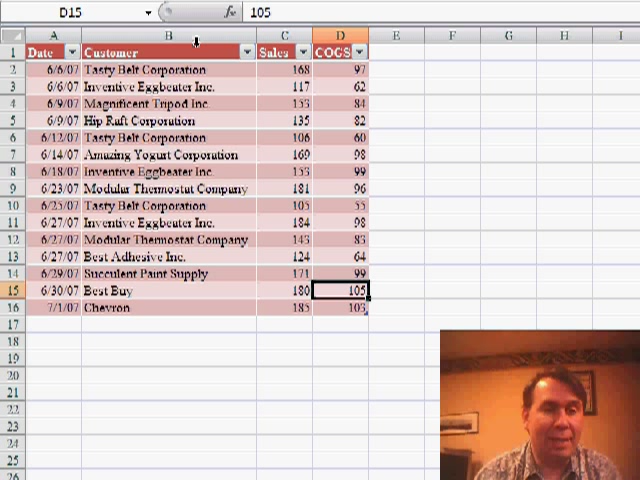 D15 fx 105
A B C D E F G H I
1 Date Customer Sales COGS
2 6/6/07 Tasty Belt Corporation 168 97
3 6/6/07 Inventive Eggbeater Inc. 117 62
4 6/9/07 Magnificent Tripod Inc. 153 84
5 6/9/07 Hip Raft Corporation 135 82
6 6/12/07 Tasty Belt Corporation 106 60
7 6/14/07 Amazing Yogurt Corporation 169 98
8 6/18/07 Inventive Eggbeater Inc. 153 99
9 6/23/07 Modular Thermostat Company 181 96
10 6/25/07 Tasty Belt Corporation 105 55
11 6/27/07 Inventive Eggbeater Inc. 184 98
12 6/27/07 Modular Thermostat Company 143 83
13 6/27/07 Best Adhesive Inc. 124 64
14 6/29/07 Succulent Paint Supply 171 99
15 6/30/07 Best Buy 180 105
16 7/1/07 Chevron 185 103
17
18
19
20
21
22
23
24
25
26